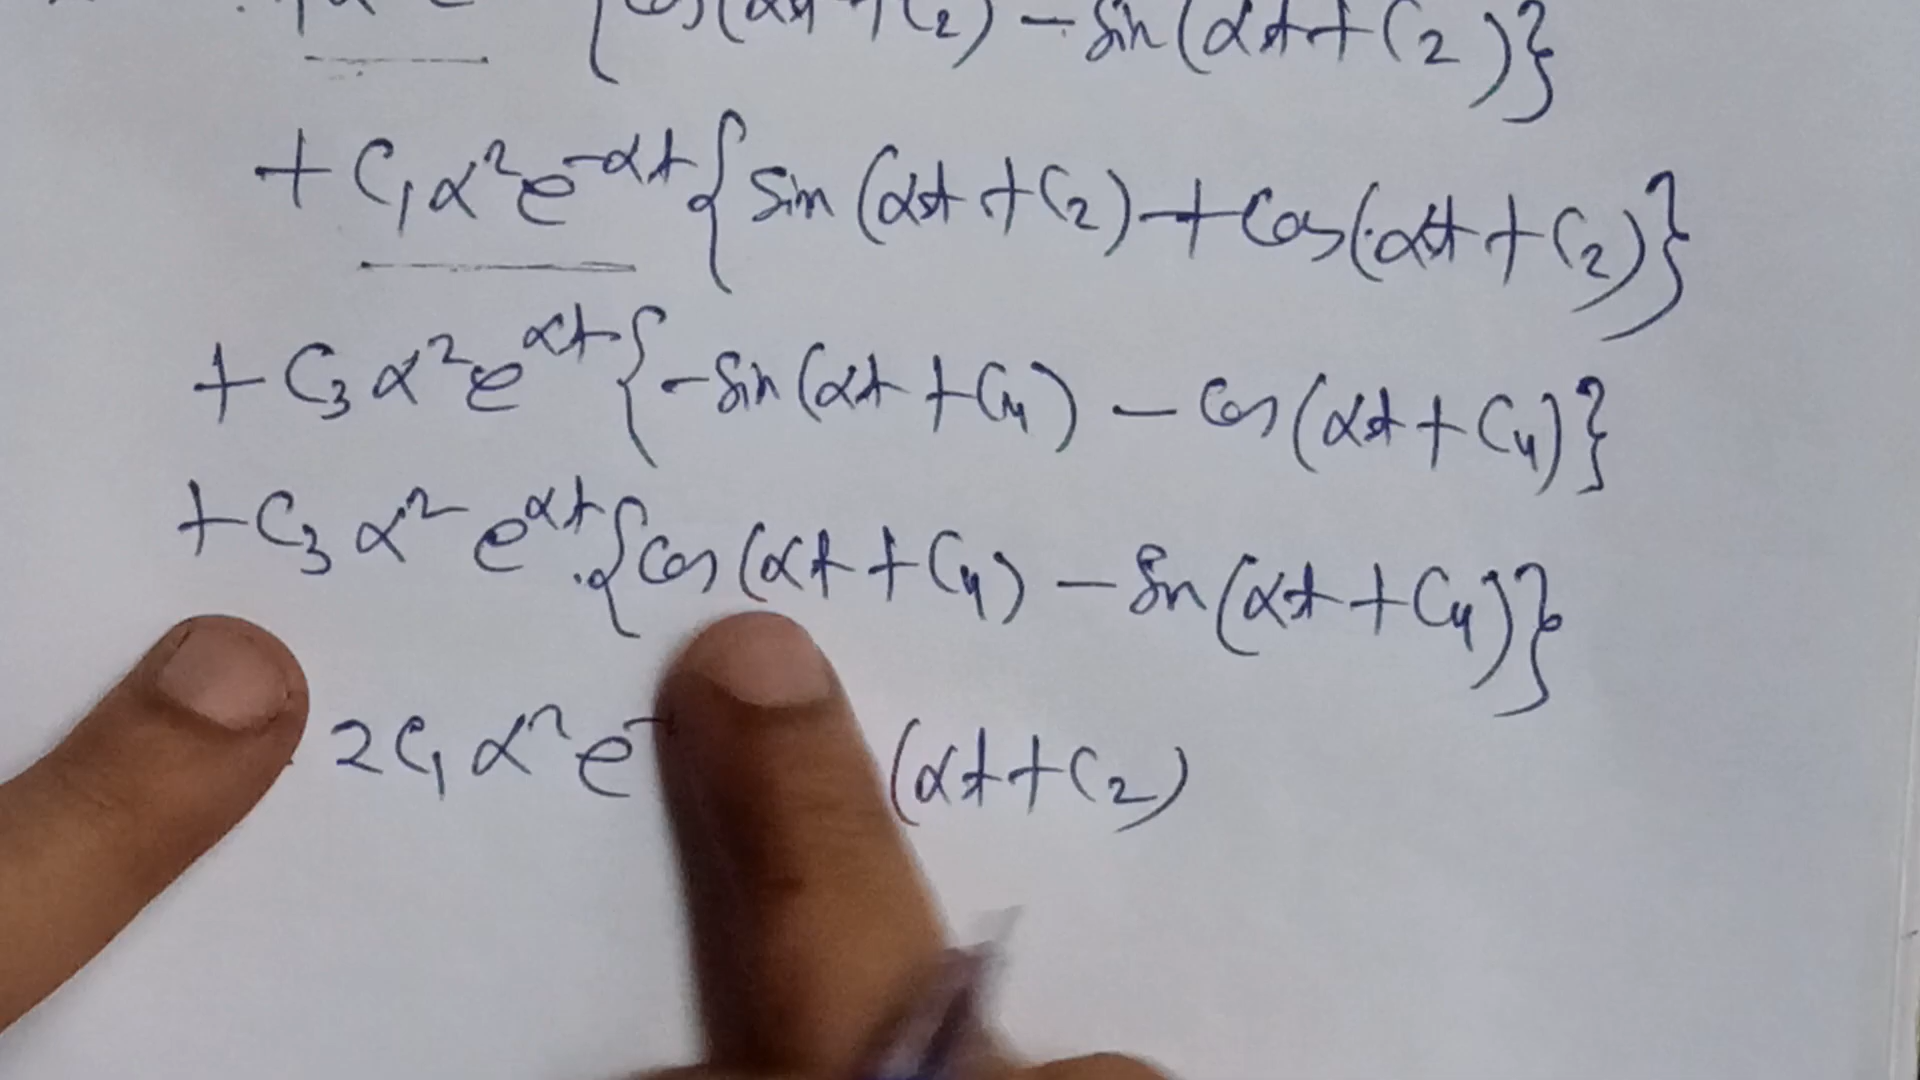 {cos(αt+C₂) - sin(αt+C₂)}
+ C₁α²e^{-αt}{sin(αt+C₂)+cos(αt+C₂)}
+ C₃α²e^{αt}{-sin(αt+C₄) - cos(αt+C₄)}
+ C₃α²e^{αt}{cos(αt+C₄) - sin(αt+C₄)}
2C₁α²e⁻ (αt+C₂)